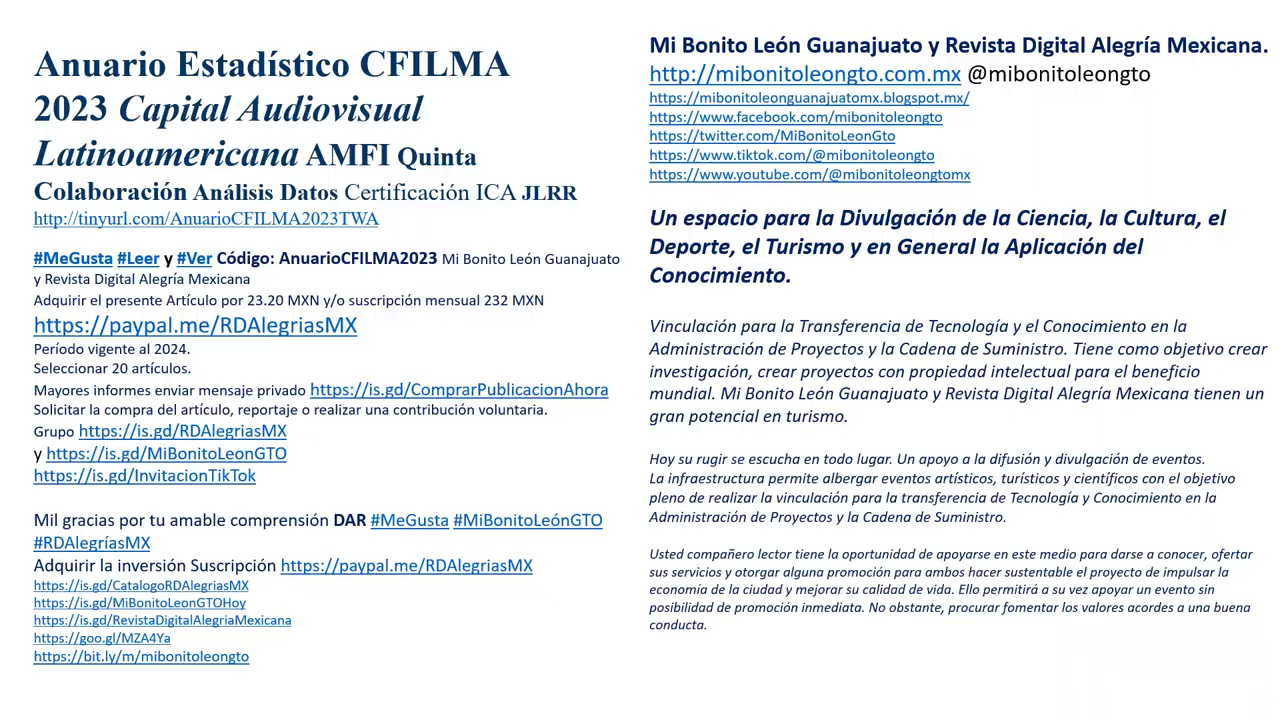 Anuario Estadístico CFILMA
2023 Capital Audiovisual
Latinoamericana AMFI Quinta
Colaboración Análisis Datos Certificación ICA JLRR
http://tinyurl.com/AnuarioCFILMA2023TWA
#MeGusta #Leer y #Ver Código: AnuarioCFILMA2023 Mi Bonito León Guanajuato
y Revista Digital Alegría Mexicana
Adquirir el presente Artículo por 23.20 MXN y/o suscripción mensual 232 MXN
https://paypal.me/RDAlegriasMX
Período vigente al 2024.
Seleccionar 20 artículos.
Mayores informes enviar mensaje privado https://is.gd/ComprarPublicacionAhora
Solicitar la compra del artículo, reportaje o realizar una contribución voluntaria.
Grupo https://is.gd/RDAlegriasMX
y https://is.gd/MiBonitoLeonGTO
https://is.gd/InvitacionTikTok
Mil gracias por tu amable comprensión DAR #MeGusta #MiBonitoLeónGTO
#RDAlegríasMX
Adquirir la inversión Suscripción https://paypal.me/RDAlegriasMX
https://is.gd/CatalogoRDAlegriasMX
https://is.gd/MiBonitoLeonGTOHoy
https://is.gd/RevistaDigitalAlegriaMexicana
https://goo.gl/MZA4Ya
https://bit.ly/m/mibonitoleongto
Mi Bonito León Guanajuato y Revista Digital Alegría Mexicana.
http://mibonitoleongto.com.mx @mibonitoleongto
https://mibonitoleonguanajuatomx.blogspot.mx/
https://www.facebook.com/mibonitoleongto
https://twitter.com/MiBonitoLeonGto
https://www.tiktok.com/@mibonitoleongto
https://www.youtube.com/@mibonitoleongtomx
Un espacio para la Divulgación de la Ciencia, la Cultura, el
Deporte, el Turismo y en General la Aplicación del
Conocimiento.
Vinculación para la Transferencia de Tecnología y el Conocimiento en la
Administración de Proyectos y la Cadena de Suministro. Tiene como objetivo crear
investigación, crear proyectos con propiedad intelectual para el beneficio
mundial. Mi Bonito León Guanajuato y Revista Digital Alegría Mexicana tienen un
gran potencial en turismo.
Hoy su rugir se escucha en todo lugar. Un apoyo a la difusión y divulgación de eventos.
La infraestructura permite albergar eventos artísticos, turísticos y científicos con el objetivo
pleno de realizar la vinculación para la transferencia de Tecnología y Conocimiento en la
Administración de Proyectos y la Cadena de Suministro.
Usted compañero lector tiene la oportunidad de apoyarse en este medio para darse a conocer, ofertar
sus servicios y otorgar alguna promoción para ambos hacer sustentable el proyecto de impulsar la
economía de la ciudad y mejorar su calidad de vida. Ello permitirá a su vez apoyar un evento sin
posibilidad de promoción inmediata. No obstante, procurar fomentar los valores acordes a una buena
conducta.